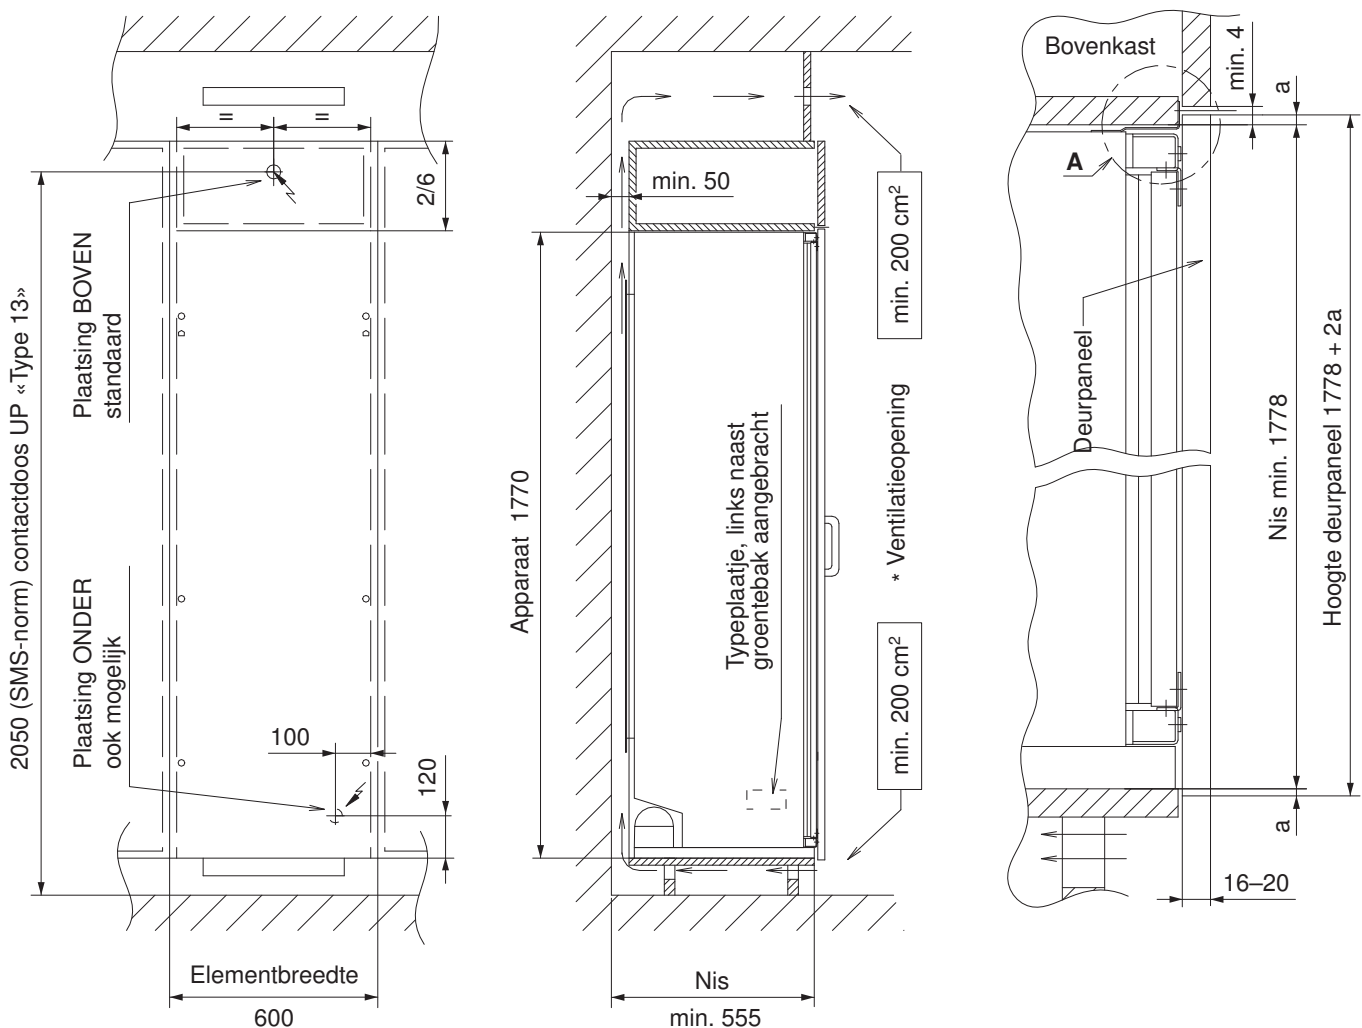 =
=
2/6
2050 (SMS-norm) contactdoos UP «Type 13»
Plaatsing BOVEN
standaard
Plaatsing ONDER
ook mogelijk
100
120
Elementbreedte
600
min. 50
min. 200 cm²
Apparaat 1770
Typeplaatje, links naast
groentebak aangebracht
* Ventilatieopening
min. 200 cm²
Nis
min. 555
Bovenkast
min. 4
a
A
Deurpaneel
Nis min. 1778
Hoogte deurpaneel 1778 + 2a
a
16–20